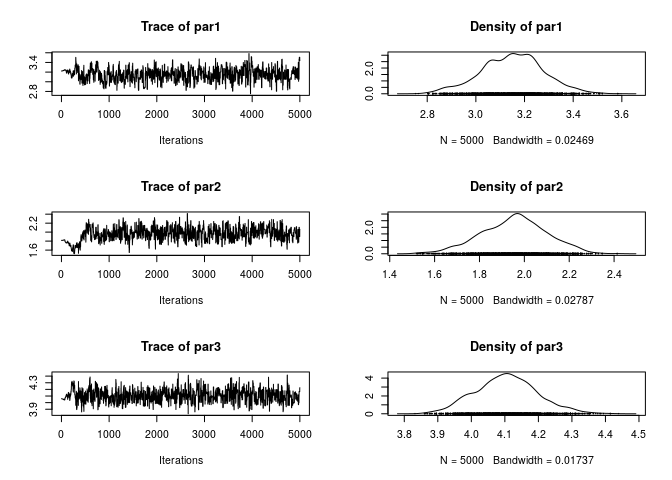 Trace of par1
Density of par1
3.4
2.8
0 1000 2000 3000 4000 5000
Iterations
2.0
0.0
2.8 3.0 3.2 3.4 3.6
N = 5000 Bandwidth = 0.02469
Trace of par2
Density of par2
2.2
1.6
0 1000 2000 3000 4000 5000
Iterations
2.0
0.0
1.4 1.6 1.8 2.0 2.2 2.4
N = 5000 Bandwidth = 0.02787
Trace of par3
Density of par3
4.3
3.9
0 1000 2000 3000 4000 5000
Iterations
4
2
0
3.8 3.9 4.0 4.1 4.2 4.3 4.4 4.5
N = 5000 Bandwidth = 0.01737